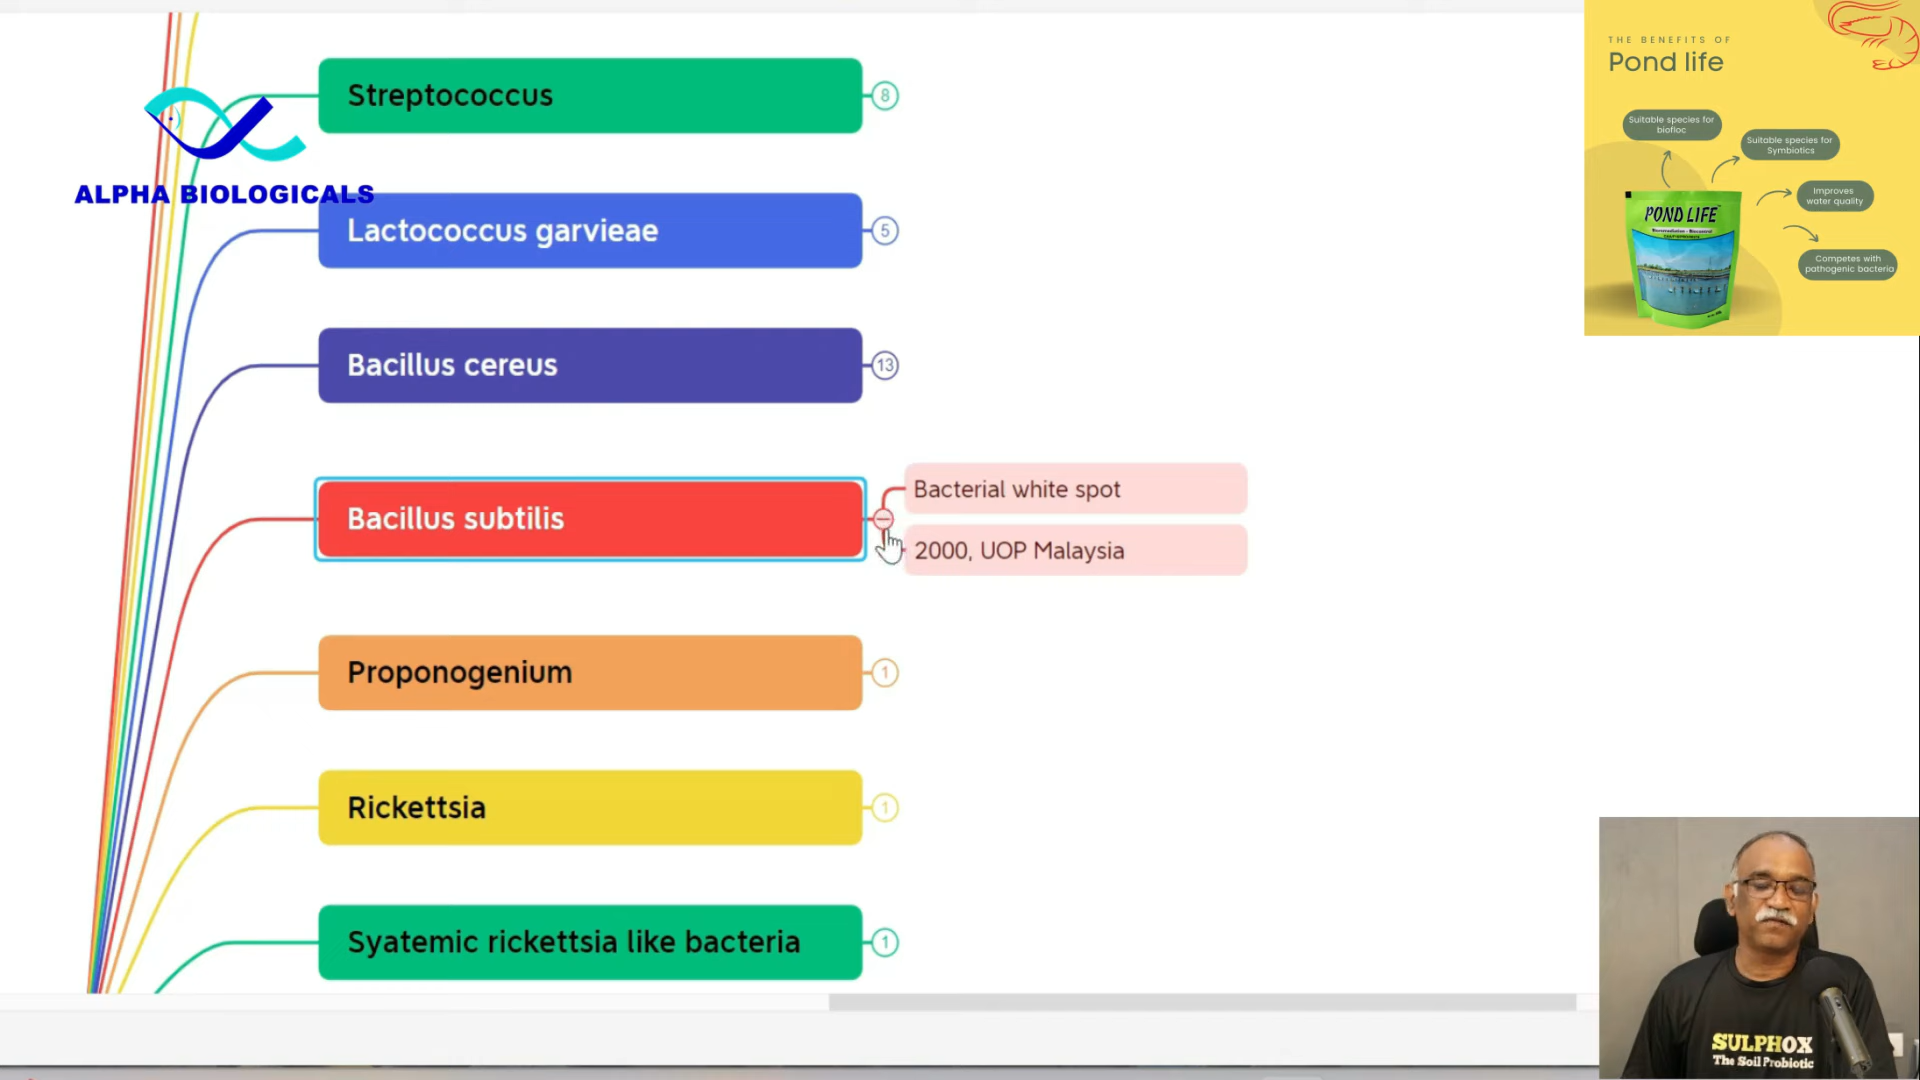 Streptococcus
8
ALPHA BIOLOGICALS
Lactococcus garvieae
5
Bacillus cereus
13
Bacillus subtilis
Bacterial white spot
2000, UOP Malaysia
Proponogenium
1
Rickettsia
1
Syatemic rickettsia like bacteria
1
THE BENEFITS OF
Pond life
Suitable species for
biofloc
Suitable species for
Symbiotics
Improves
water quality
Competes with
pathogenic bacteria
POND LIFE
Bioremediation - Biocontrol
SULPHOX
The Soil Probiotic